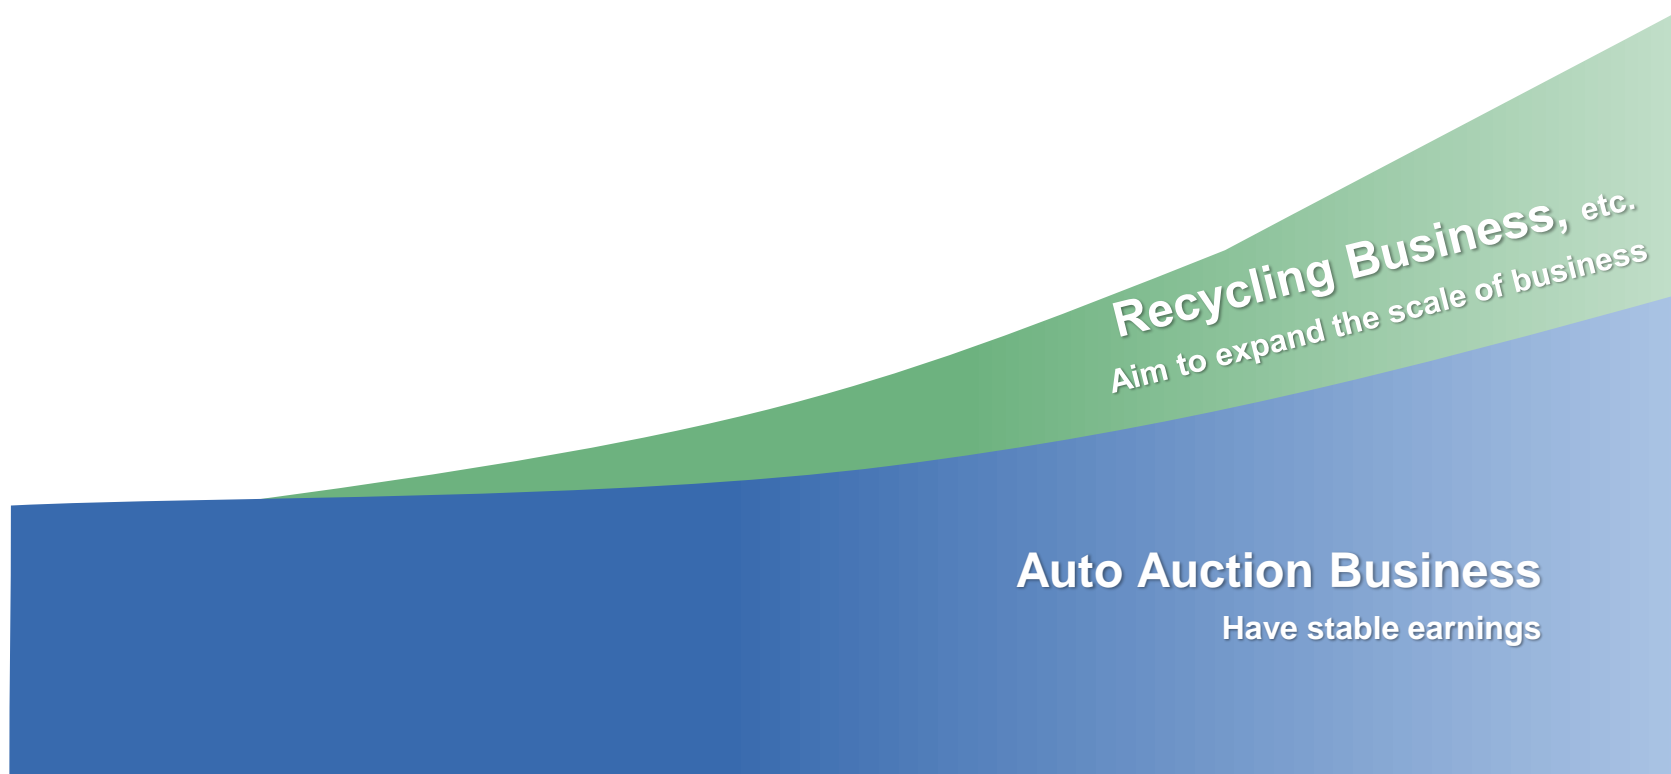 Recycling Business, etc.
Aim to expand the scale of business
Auto Auction Business
Have stable earnings